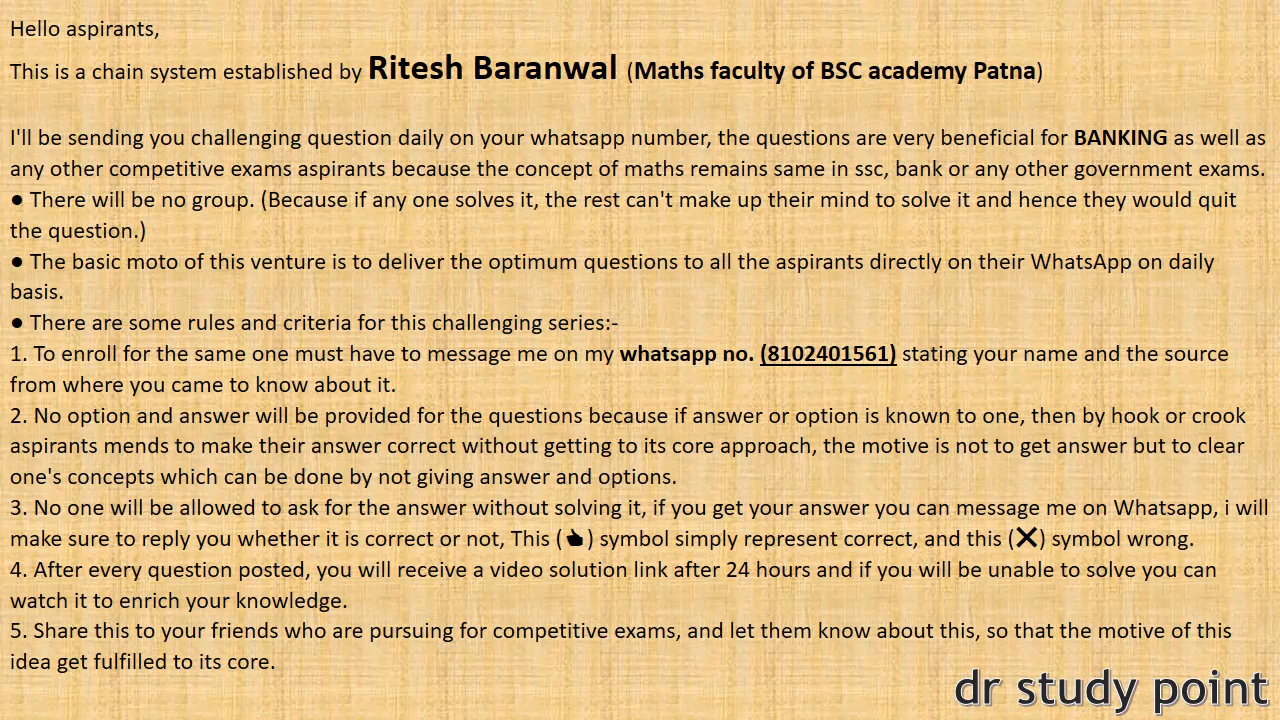 Hello aspirants,
This is a chain system established by Ritesh Baranwal (Maths faculty of BSC academy Patna)
I'll be sending you challenging question daily on your whatsapp number, the questions are very beneficial for BANKING as well as
any other competitive exams aspirants because the concept of maths remains same in ssc, bank or any other government exams.
● There will be no group. (Because if any one solves it, the rest can't make up their mind to solve it and hence they would quit
the question.)
● The basic moto of this venture is to deliver the optimum questions to all the aspirants directly on their WhatsApp on daily
basis.
● There are some rules and criteria for this challenging series:-
1. To enroll for the same one must have to message me on my whatsapp no. (8102401561) stating your name and the source
from where you came to know about it.
2. No option and answer will be provided for the questions because if answer or option is known to one, then by hook or crook
aspirants mends to make their answer correct without getting to its core approach, the motive is not to get answer but to clear
one's concepts which can be done by not giving answer and options.
3. No one will be allowed to ask for the answer without solving it, if you get your answer you can message me on Whatsapp, i will
make sure to reply you whether it is correct or not, This (👍) symbol simply represent correct, and this (❌) symbol wrong.
4. After every question posted, you will receive a video solution link after 24 hours and if you will be unable to solve you can
watch it to enrich your knowledge.
5. Share this to your friends who are pursuing for competitive exams, and let them know about this, so that the motive of this
idea get fulfilled to its core.
dr study point